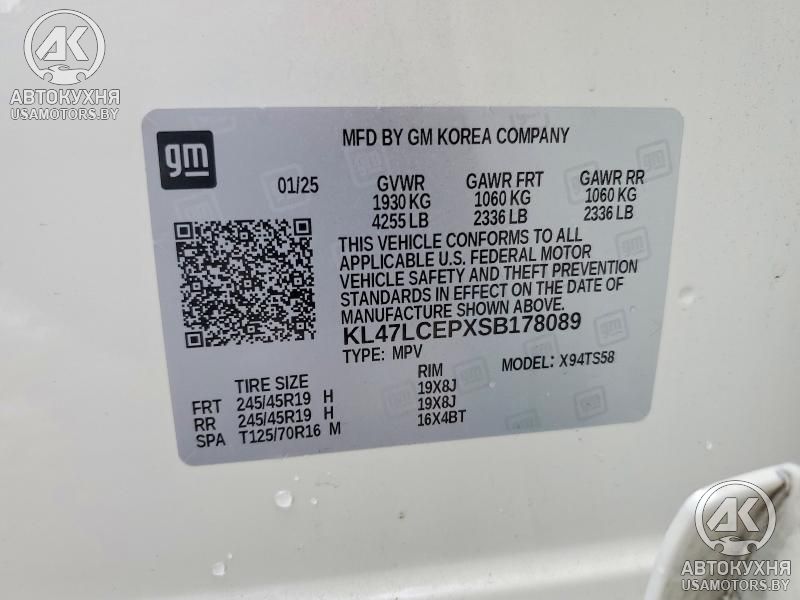 AK
АВТОКУХНЯ
USAMOTORS.BY
gm
MFD BY GM KOREA COMPANY
01/25 GVWR GAWR FRT GAWR RR
1930 KG 1060 KG 1060 KG
4255 LB 2336 LB 2336 LB
THIS VEHICLE CONFORMS TO ALL
APPLICABLE U.S. FEDERAL MOTOR
VEHICLE SAFETY AND THEFT PREVENTION
STANDARDS IN EFFECT ON THE DATE OF
MANUFACTURE SHOWN ABOVE.
KL47LCEPXSB178089
TYPE: MPV MODEL: X94TS58
TIRE SIZE RIM
FRT 245/45R19 H 19X8J
RR 245/45R19 H 19X8J
SPA T125/70R16 M 16X4BT
AK
АВТОКУХНЯ
USAMOTORS.BY